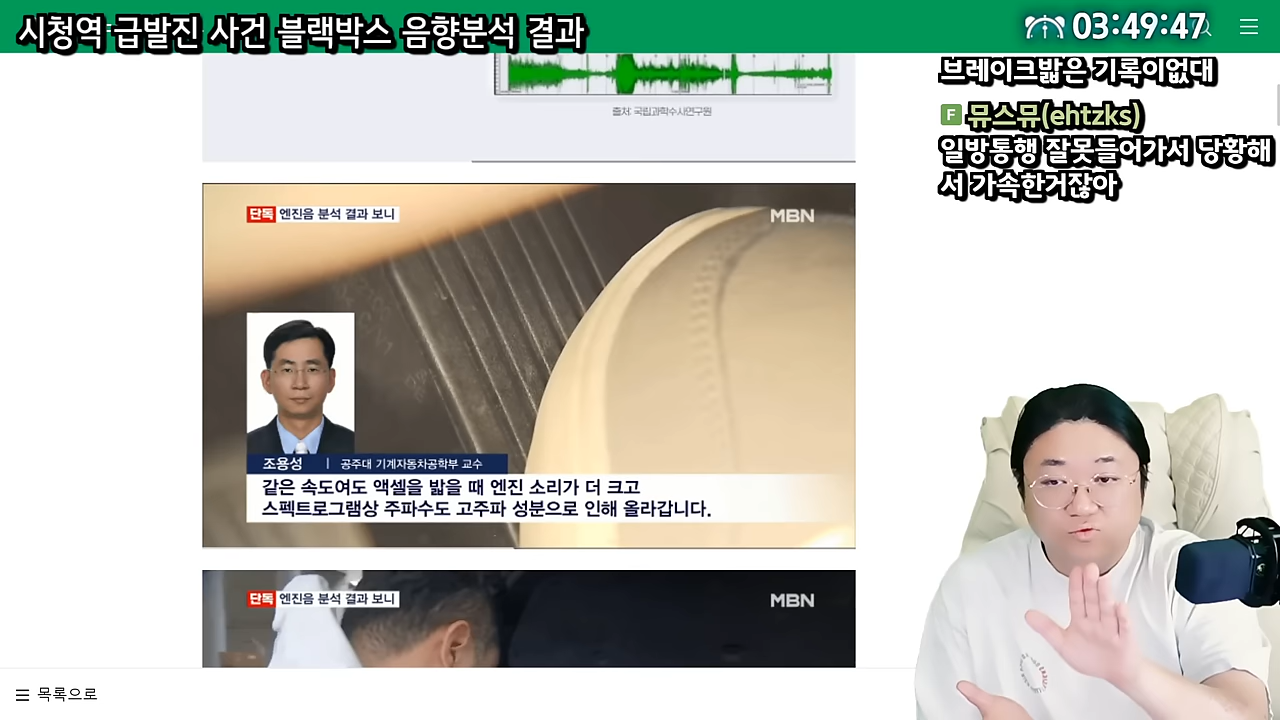 시청역 급발진 사건 블랙박스 음향분석 결과
03:49:47
브레이크밟은 기록이없대
F 뮤스뮤(ehtzks)
일방통행 잘못들어가서 당황해
서 가속한거잖아
출처: 국립과학수사연구원
단독 엔진음 분석 결과 보니
MBN
조용성 | 공주대 기계자동차공학부 교수
같은 속도여도 액셀을 밟을 때 엔진 소리가 더 크고
스펙트로그램상 주파수도 고주파 성분으로 인해 올라갑니다.
단독 엔진음 분석 결과 보니
MBN
목록으로